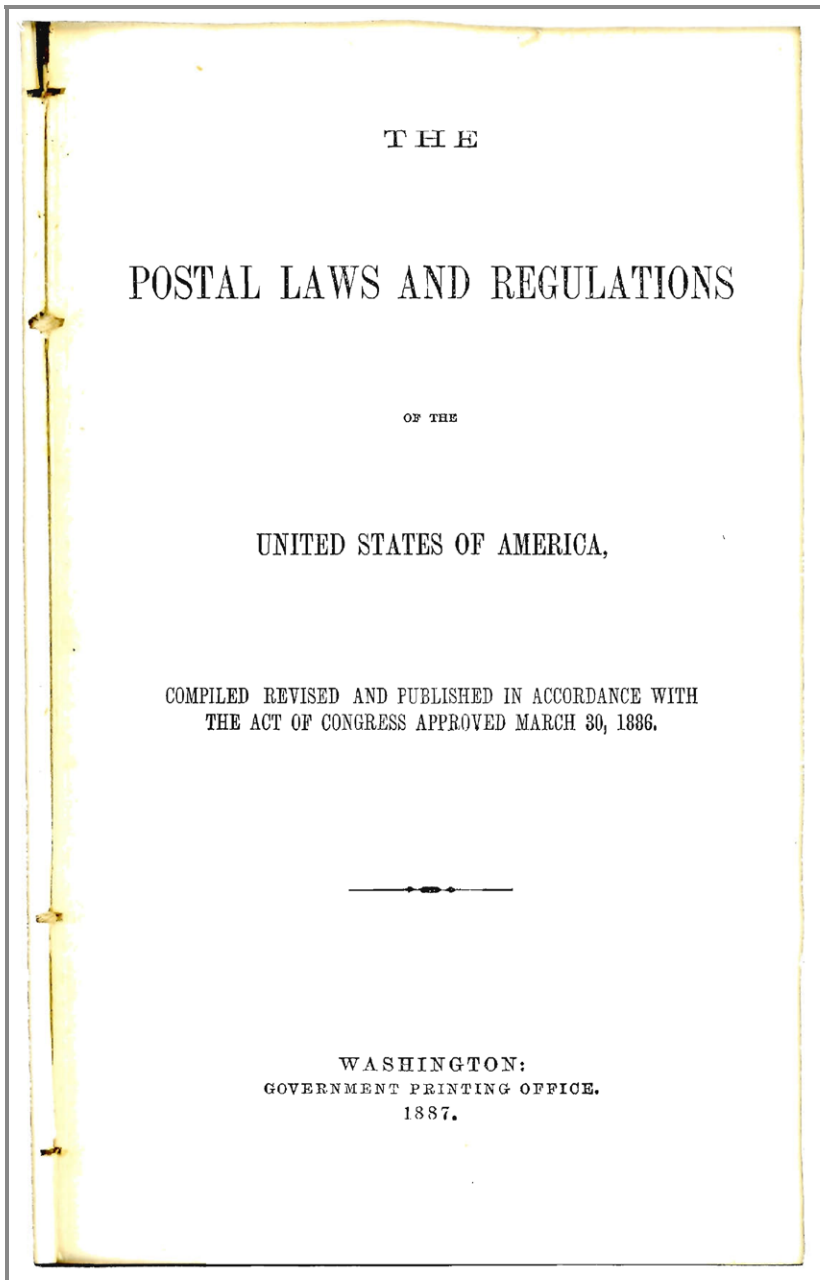 THE
POSTAL LAWS AND REGULATIONS
OF THE
UNITED STATES OF AMERICA,
COMPILED REVISED AND PUBLISHED IN ACCORDANCE WITH
THE ACT OF CONGRESS APPROVED MARCH 30, 1886.
WASHINGTON:
GOVERNMENT PRINTING OFFICE.
1887.